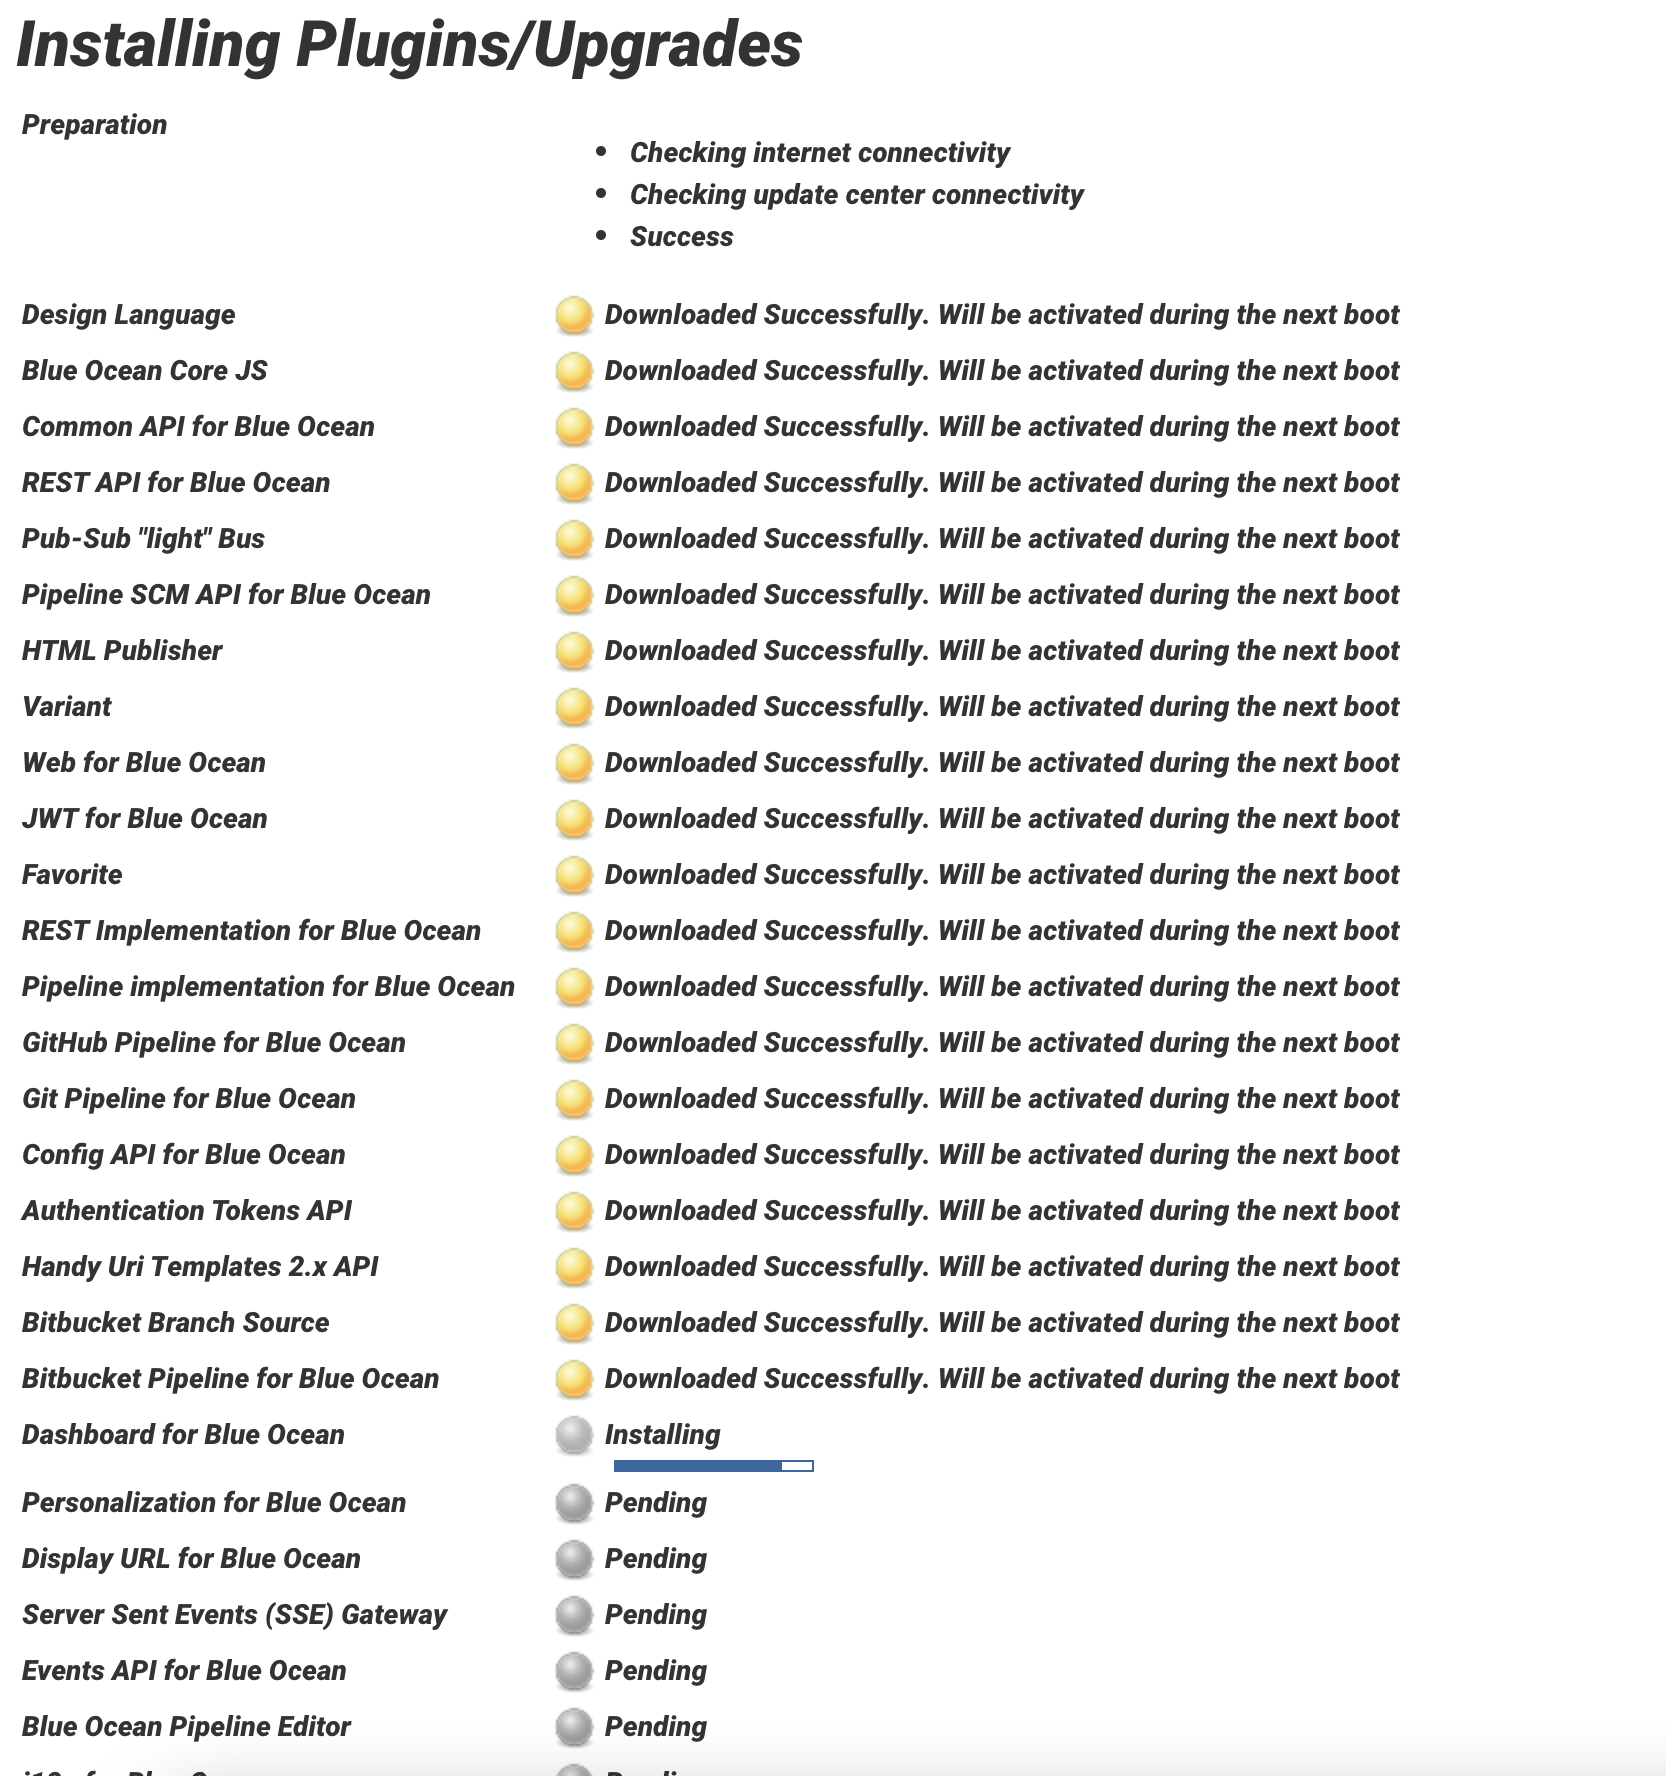 Installing Plugins/Upgrades
Preparation
Checking internet connectivity
Checking update center connectivity
Success
Design Language Downloaded Successfully. Will be activated during the next boot
Blue Ocean Core JS Downloaded Successfully. Will be activated during the next boot
Common API for Blue Ocean Downloaded Successfully. Will be activated during the next boot
REST API for Blue Ocean Downloaded Successfully. Will be activated during the next boot
Pub-Sub "light" Bus Downloaded Successfully. Will be activated during the next boot
Pipeline SCM API for Blue Ocean Downloaded Successfully. Will be activated during the next boot
HTML Publisher Downloaded Successfully. Will be activated during the next boot
Variant Downloaded Successfully. Will be activated during the next boot
Web for Blue Ocean Downloaded Successfully. Will be activated during the next boot
JWT for Blue Ocean Downloaded Successfully. Will be activated during the next boot
Favorite Downloaded Successfully. Will be activated during the next boot
REST Implementation for Blue Ocean Downloaded Successfully. Will be activated during the next boot
Pipeline implementation for Blue Ocean Downloaded Successfully. Will be activated during the next boot
GitHub Pipeline for Blue Ocean Downloaded Successfully. Will be activated during the next boot
Git Pipeline for Blue Ocean Downloaded Successfully. Will be activated during the next boot
Config API for Blue Ocean Downloaded Successfully. Will be activated during the next boot
Authentication Tokens API Downloaded Successfully. Will be activated during the next boot
Handy Uri Templates 2.x API Downloaded Successfully. Will be activated during the next boot
Bitbucket Branch Source Downloaded Successfully. Will be activated during the next boot
Bitbucket Pipeline for Blue Ocean Downloaded Successfully. Will be activated during the next boot
Dashboard for Blue Ocean Installing
Personalization for Blue Ocean Pending
Display URL for Blue Ocean Pending
Server Sent Events (SSE) Gateway Pending
Events API for Blue Ocean Pending
Blue Ocean Pipeline Editor Pending